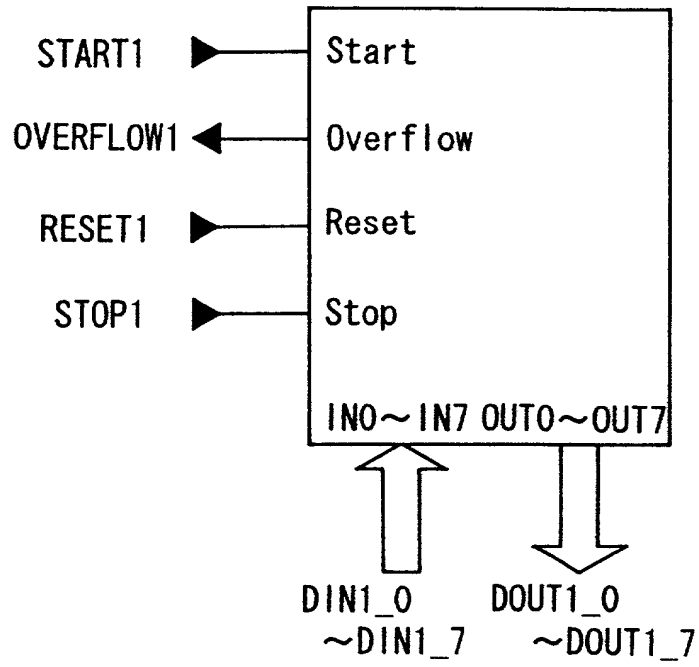 START1 Start
OVERFLOW1 Overflow
RESET1 Reset
STOP1 Stop
IN0～IN7 OUT0～OUT7
DIN1_0 DOUT1_0
～DIN1_7 ～DOUT1_7